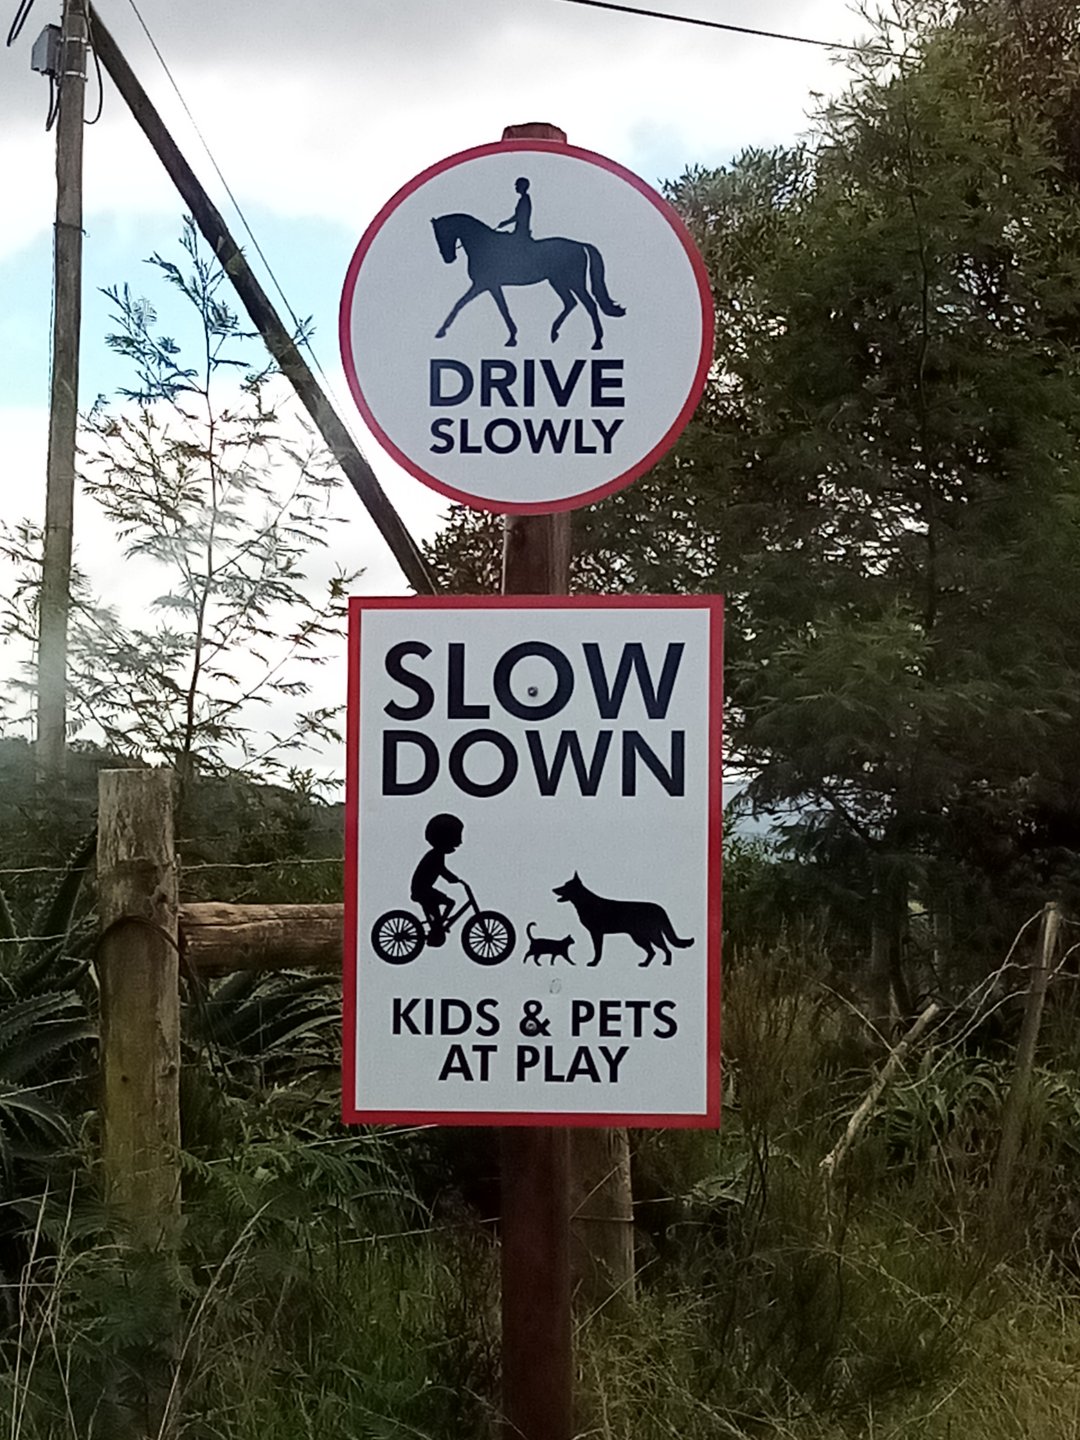 DRIVE
SLOWLY
SLOW
DOWN
KIDS & PETS
AT PLAY